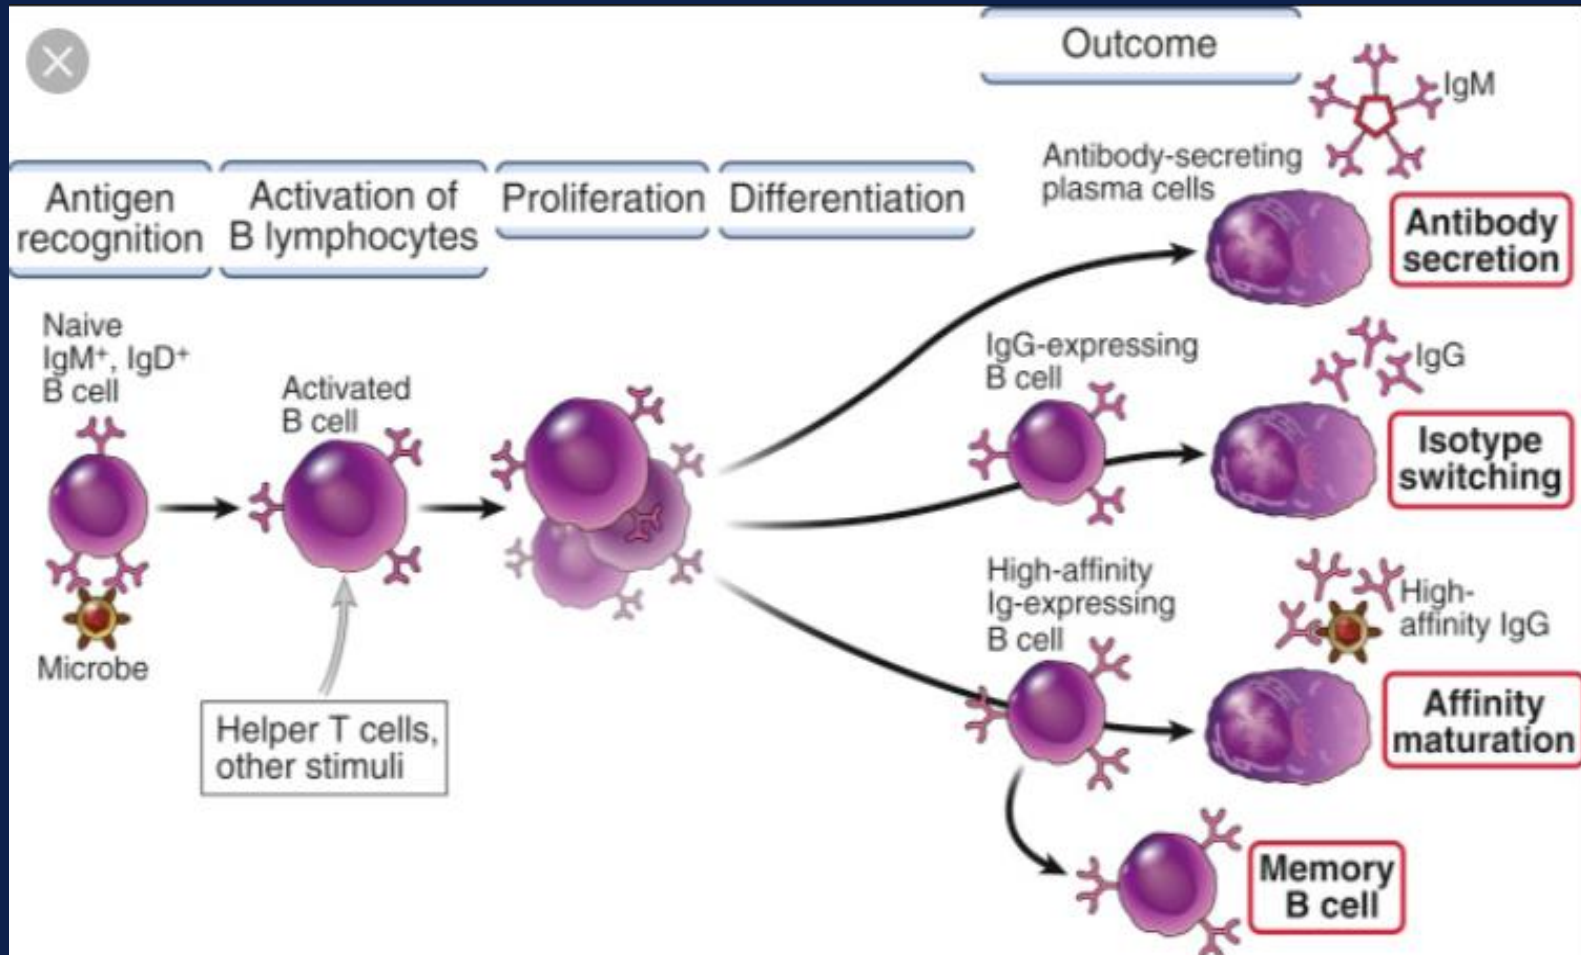 Outcome
IgM
Antibody-secreting
plasma cells
Antibody
secretion
Antigen
recognition
Activation of
B lymphocytes
Proliferation
Differentiation
Naive
IgM⁺, IgD⁺
B cell
Activated
B cell
Microbe
Helper T cells,
other stimuli
IgG-expressing
B cell
IgG
Isotype
switching
High-affinity
Ig-expressing
B cell
High-
affinity IgG
Affinity
maturation
Memory
B cell